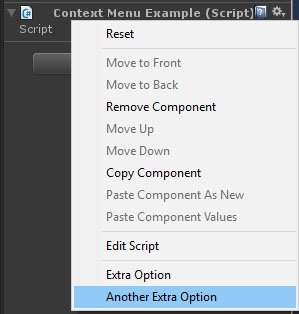 Context Menu Example (Script)
Script
Reset
Move to Front
Move to Back
Remove Component
Move Up
Move Down
Copy Component
Paste Component As New
Paste Component Values
Edit Script
Extra Option
Another Extra Option